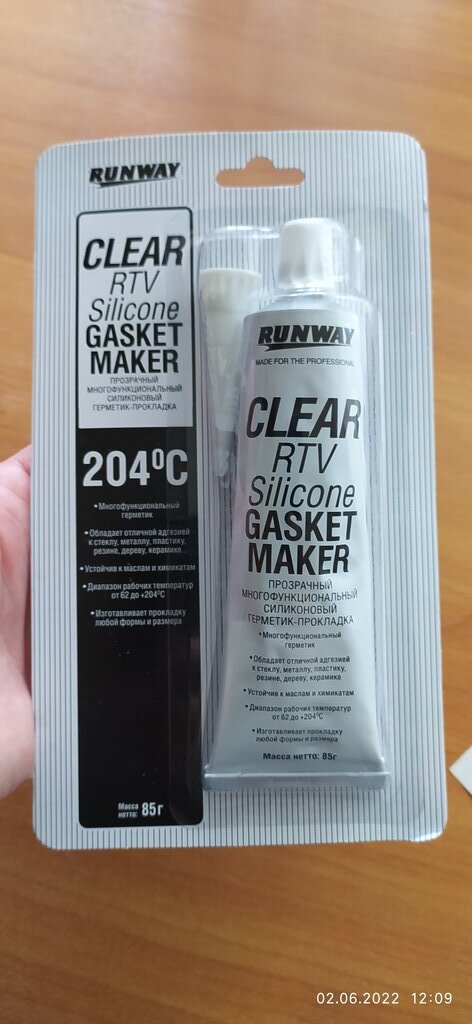 RUNWAY
CLEAR
RTV
Silicone
GASKET
MAKER
ПРОЗРАЧНЫЙ
МНОГОФУНКЦИОНАЛЬНЫЙ
СИЛИКОНОВЫЙ
ГЕРМЕТИК-ПРОКЛАДКА
204ºC
• Многофункциональный
герметик
• Обладает отличной адгезией
к стеклу, металлу, пластику,
резине, дереву, керамике
• Устойчив к маслам и химикатам
• Диапазон рабочих температур
от 62 до +204ºC
• Изготавливает прокладку
любой формы и размера
Масса
нетто: 85г
RUNWAY
MADE FOR THE PROFESSIONAL
CLEAR
RTV
Silicone
GASKET
MAKER
ПРОЗРАЧНЫЙ
МНОГОФУНКЦИОНАЛЬНЫЙ
СИЛИКОНОВЫЙ
ГЕРМЕТИК-ПРОКЛАДКА
• Многофункциональный
герметик
• Обладает отличной адгезией
к стеклу, металлу, пластику,
резине, дереву, керамике
• Устойчив к маслам и химикатам
• Диапазон рабочих температур
от 62 до +204ºC
• Изготавливает прокладку
любой формы и размера
Масса нетто: 85г
02.06.2022 12:09